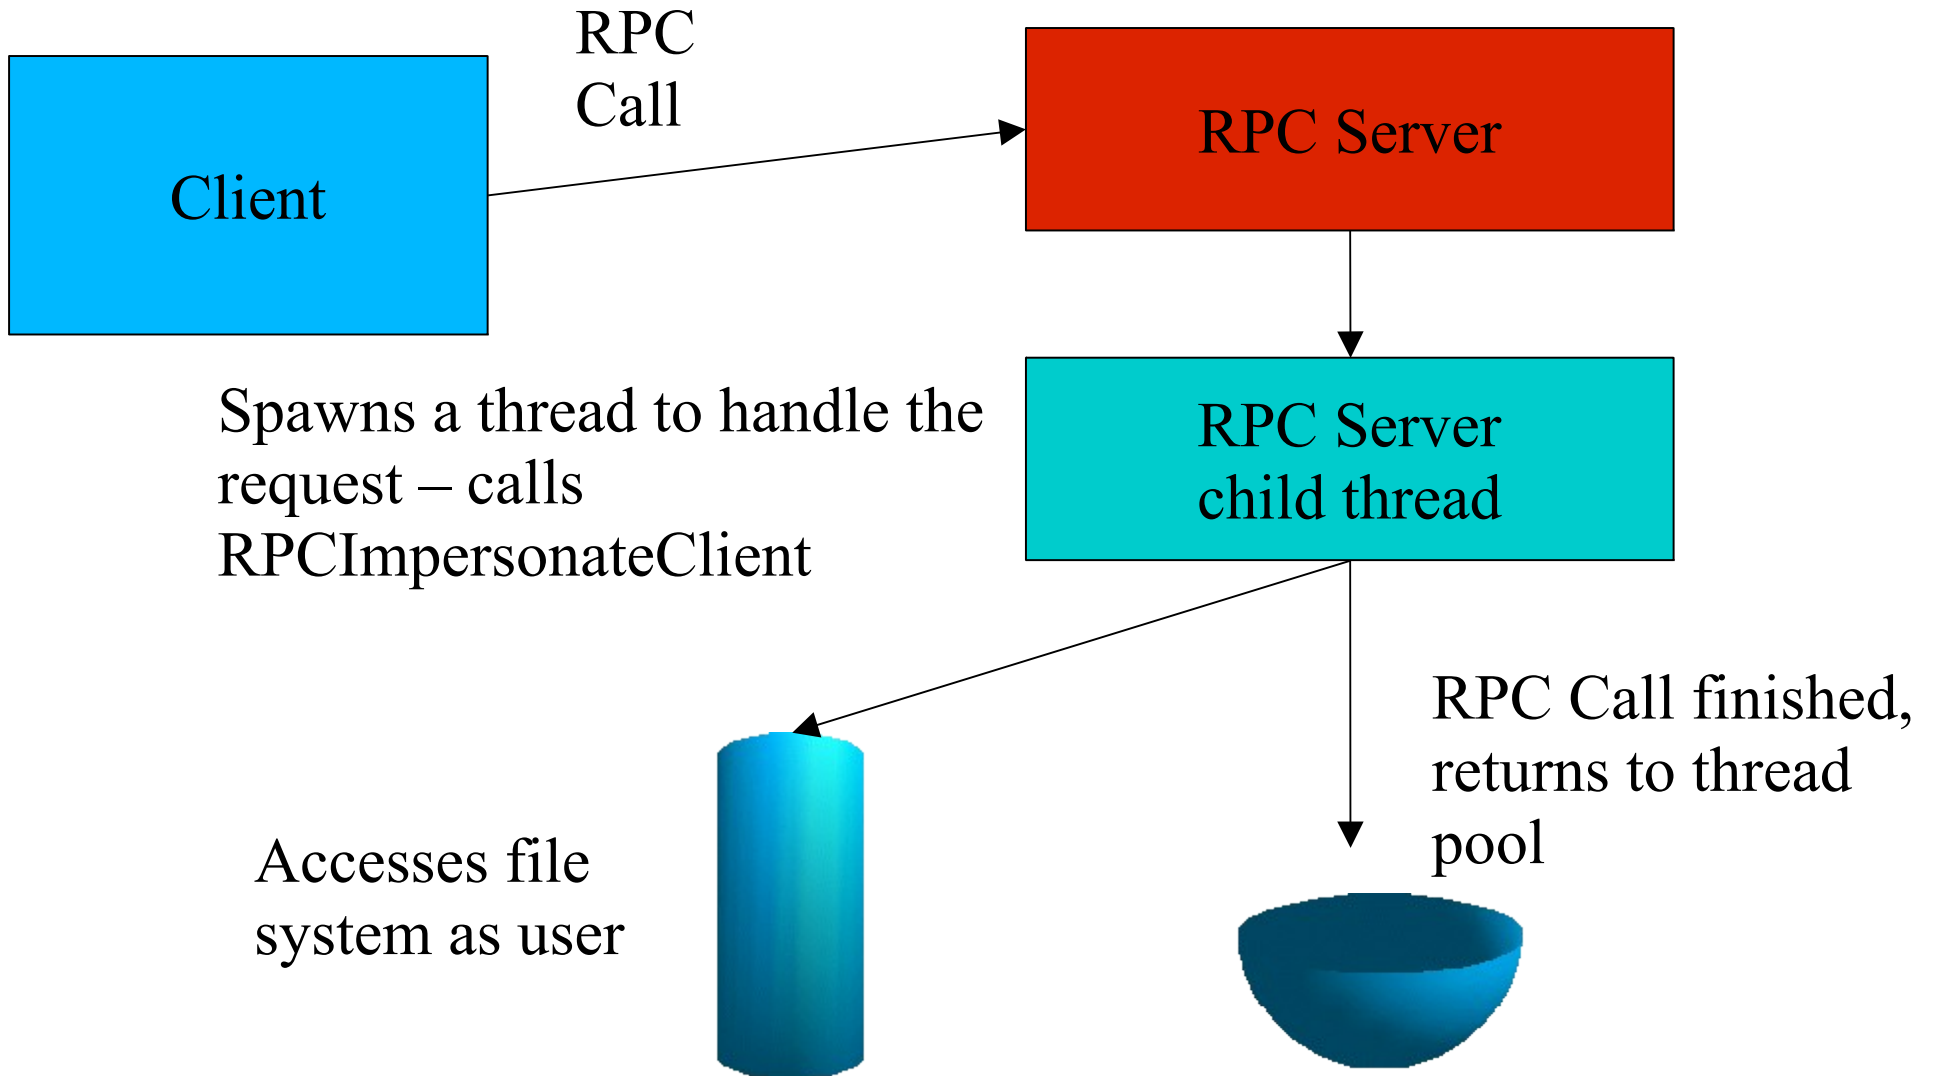 RPC
Call
Client
RPC Server
Spawns a thread to handle the
request – calls
RPCImpersonateClient
RPC Server
child thread
Accesses file
system as user
RPC Call finished,
returns to thread
pool